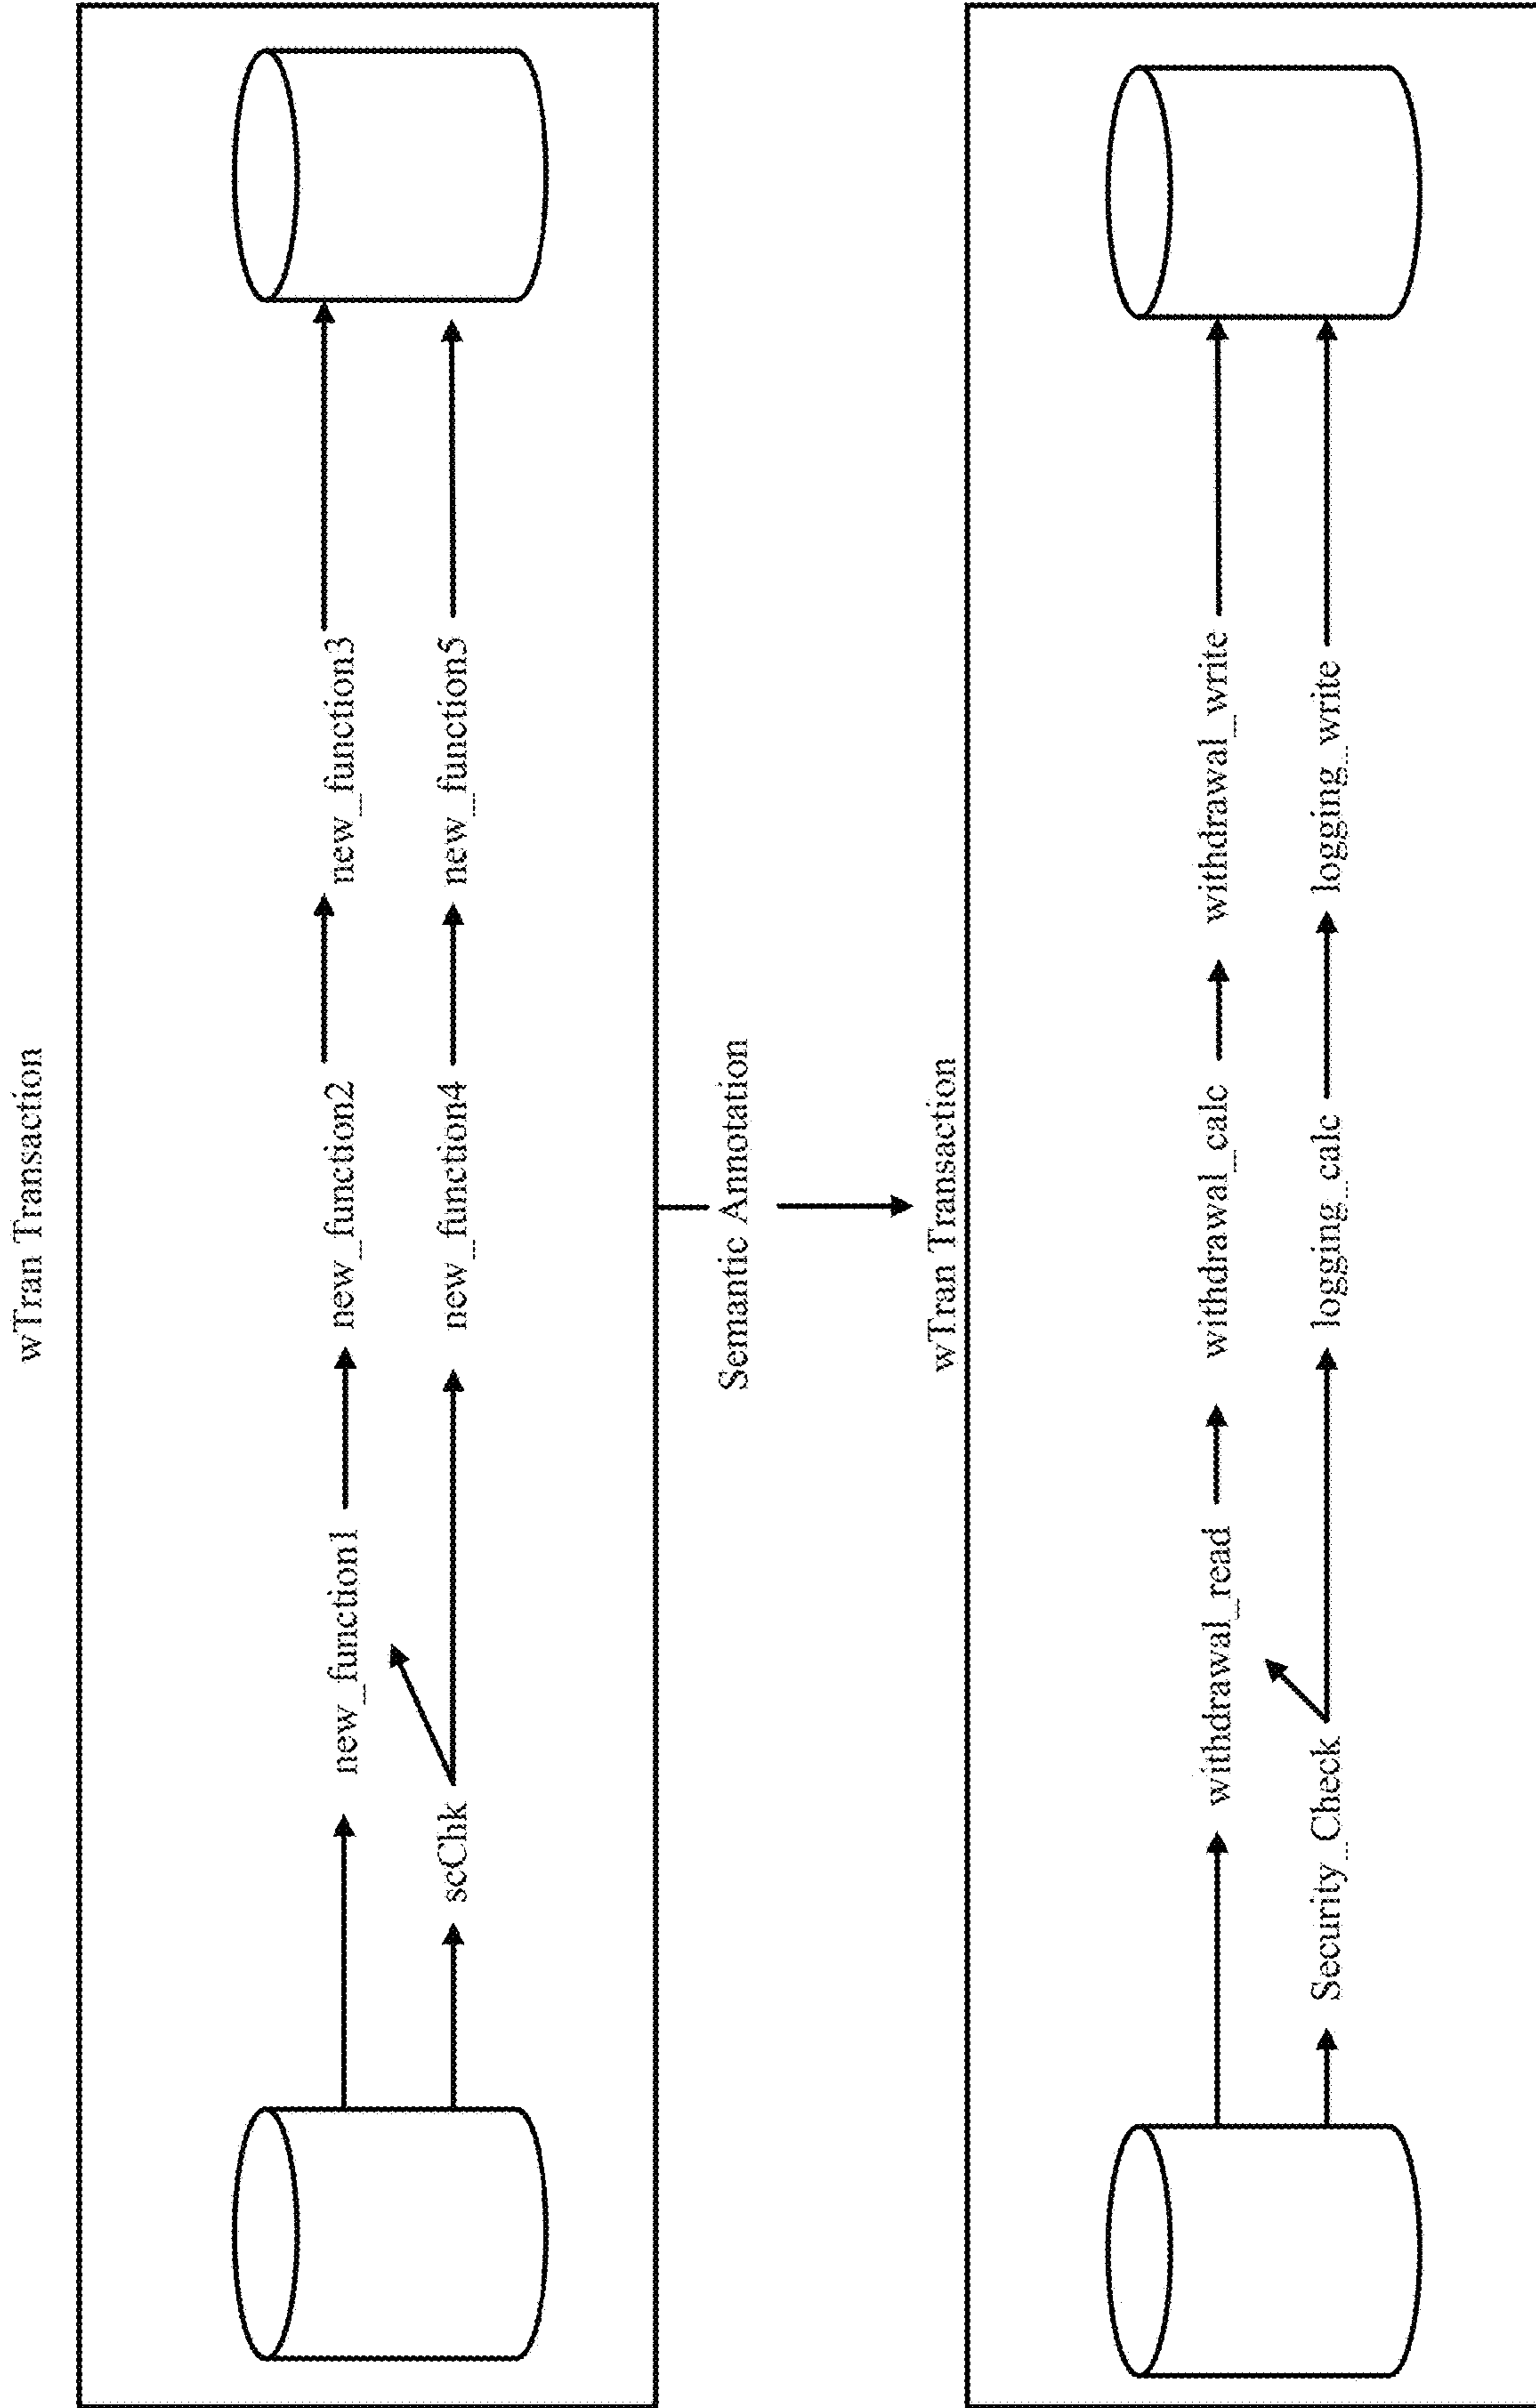 wTran Transaction
new_function1
new_function2
new_function3
scChk
new_function4
new_function5
Semantic Annotation
wTran Transaction
withdrawal_read
withdrawal_calc
withdrawal_write
Security_Check
logging_calc
logging_write